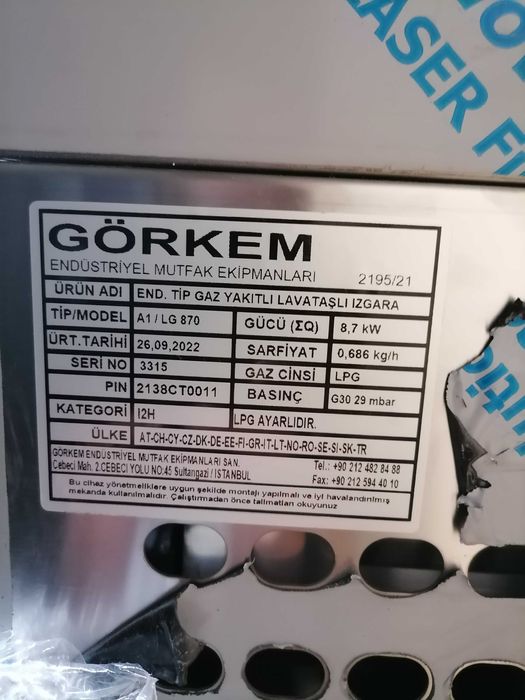 LASER FI
GÖRKEM
ENDÜSTRİYEL MUTFAK EKİPMANLARI 2195/21
ÜRÜN ADI END. TİP GAZ YAKITLI LAVATAŞLI IZGARA
TİP/MODEL A1 / LG 870 GÜCÜ (ΣQ) 8,7 kW
ÜRT.TARİHİ 26,09,2022 SARFİYAT 0,686 kg/h
SERİ NO 3315 GAZ CİNSİ LPG
PIN 2138CT0011 BASINÇ G30 29 mbar
KATEGORİ I2H LPG AYARLIDIR.
ÜLKE AT-CH-CY-CZ-DK-DE-EE-FI-GR-IT-LT-NO-RO-SE-SI-SK-TR
GÖRKEM ENDÜSTRİYEL MUTFAK EKİPMANLARI SAN. Tel.: +90 212 482 84 88
Cebeci Mah. 2.CEBECİ YOLU NO.45 Sultangazi / İSTANBUL Fax: +90 212 594 40 10
Bu cihaz yönetmeliklere uygun şekilde montajı yapılmalı ve iyi havalandırılmış
mekanda kullanılmalıdır. Çalıştırmadan önce talimatları okuyunuz